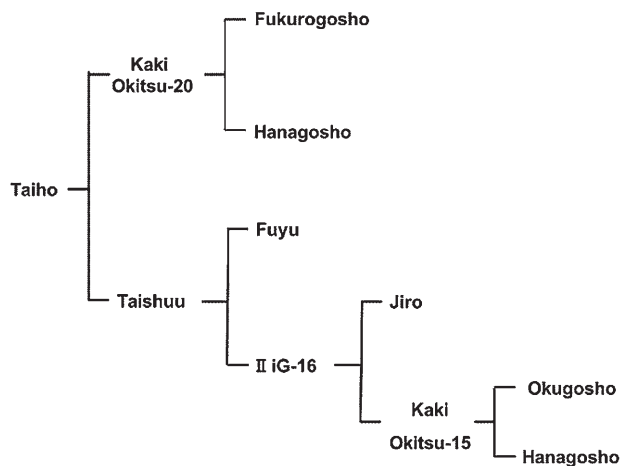 Fukurogosho
Kaki
Okitsu-20
Hanagosho
Taiho
Fuyu
Taishuu
Jiro
Ⅱ iG-16
Okugosho
Kaki
Okitsu-15
Hanagosho